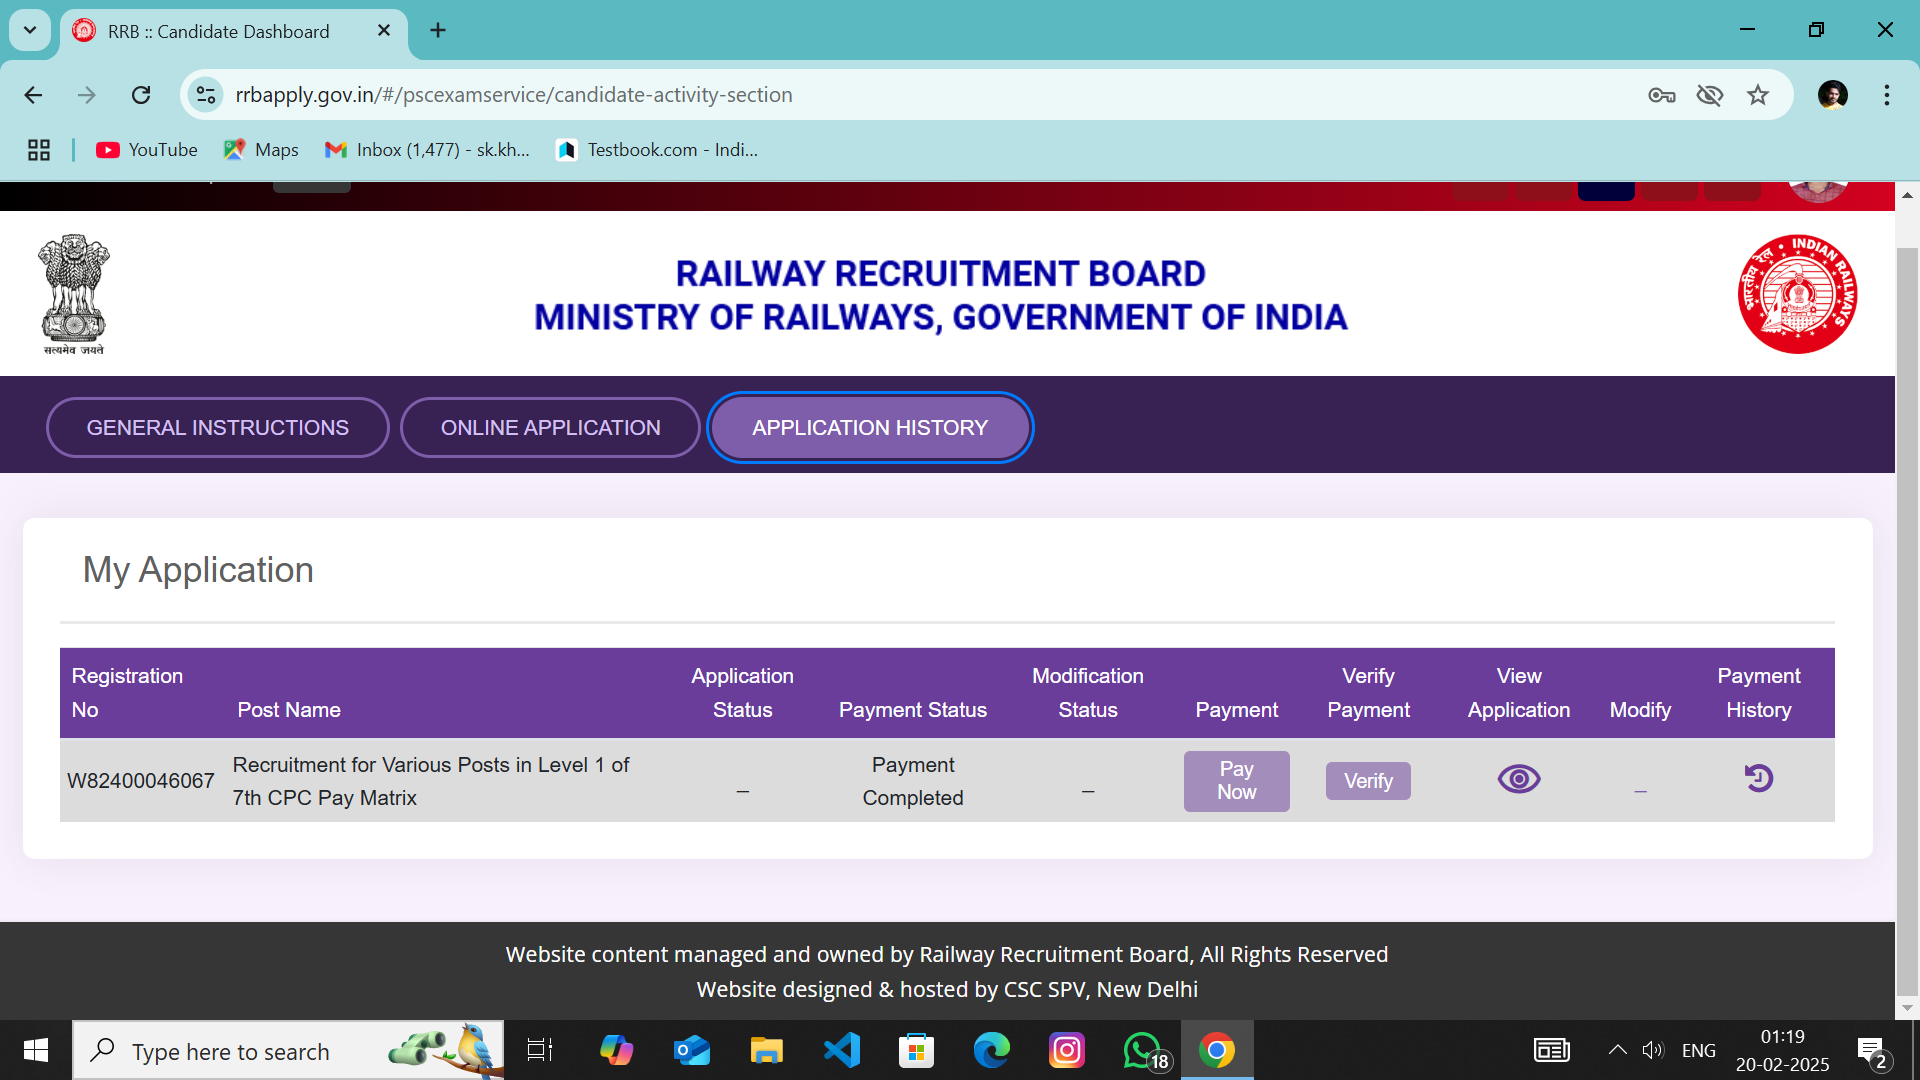 RRB :: Candidate Dashboard
rrbapply.gov.in/#/pscexamservice/candidate-activity-section
YouTube
Maps
Inbox (1,477) - sk.kh...
Testbook.com - Indi...
सत्यमेव जयते
RAILWAY RECRUITMENT BOARD
MINISTRY OF RAILWAYS, GOVERNMENT OF INDIA
भारतीय रेल INDIAN RAILWAYS
GENERAL INSTRUCTIONS
ONLINE APPLICATION
APPLICATION HISTORY
My Application
Registration No
Post Name
Application Status
Payment Status
Modification Status
Payment
Verify Payment
View Application
Modify
Payment History
W82400046067
Recruitment for Various Posts in Level 1 of
7th CPC Pay Matrix
_
Payment
Completed
_
Pay
Now
Verify
_
Website content managed and owned by Railway Recruitment Board, All Rights Reserved
Website designed & hosted by CSC SPV, New Delhi
Type here to search
18
ENG
01:19
20-02-2025
2